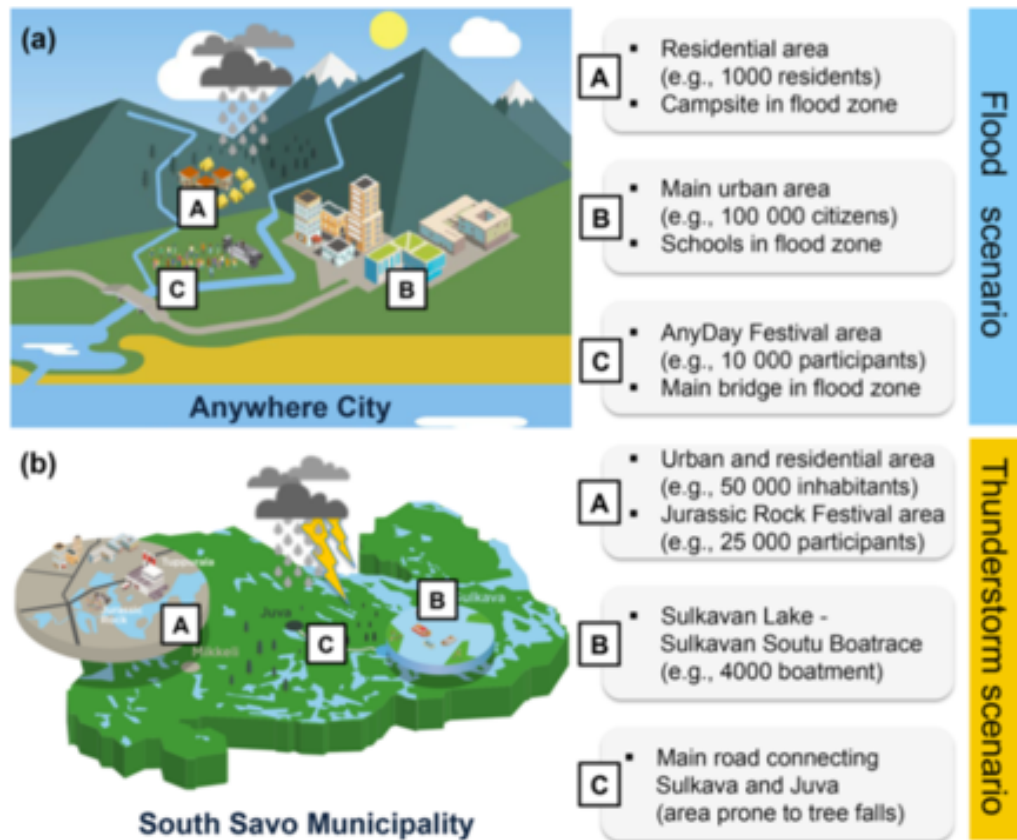 (a)
A
C
B
Anywhere City
A
▪ Residential area
(e.g., 1000 residents)
▪ Campsite in flood zone
B
▪ Main urban area
(e.g., 100 000 citizens)
▪ Schools in flood zone
C
▪ AnyDay Festival area
(e.g., 10 000 participants)
▪ Main bridge in flood zone
Flood scenario
(b)
Jurassic
Rock
A
Mikkeli
Juva
C
B
Sulkava
South Savo Municipality
A
▪ Urban and residential area
(e.g., 50 000 inhabitants)
▪ Jurassic Rock Festival area
(e.g., 25 000 participants)
B
▪ Sulkavan Lake -
Sulkavan Soutu Boatrace
(e.g., 4000 boatment)
C
▪ Main road connecting
Sulkava and Juva
(area prone to tree falls)
Thunderstorm scenario